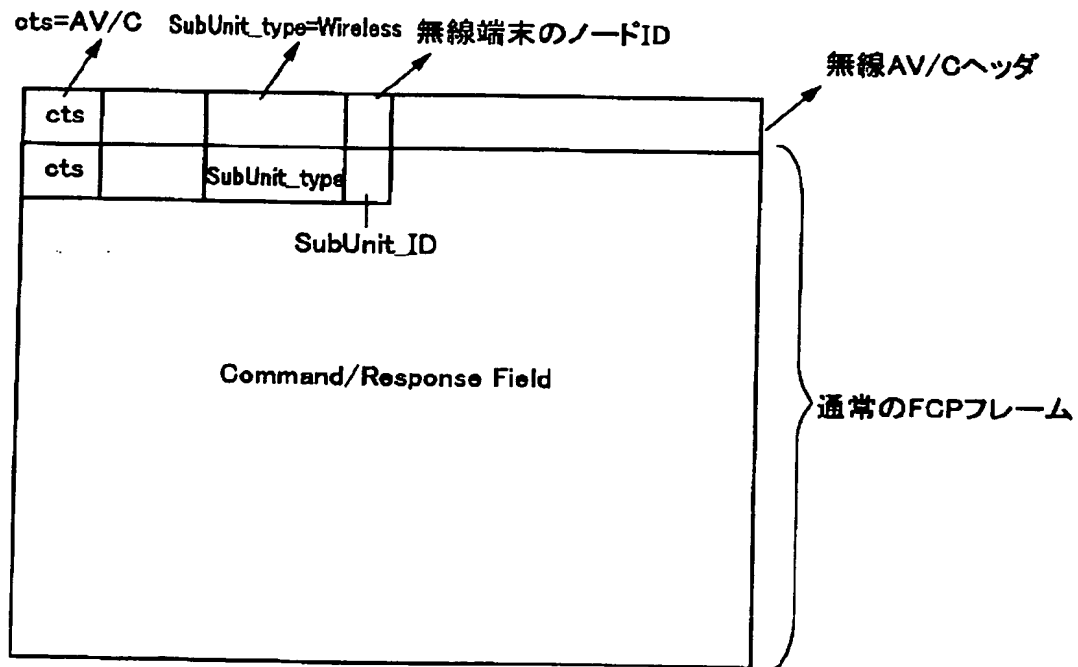 cts=AV/C SubUnit_type=Wireless 無線端末のノードID
無線AV/Cヘッダ
cts
cts SubUnit_type
SubUnit_ID
Command/Response Field
通常のFCPフレーム